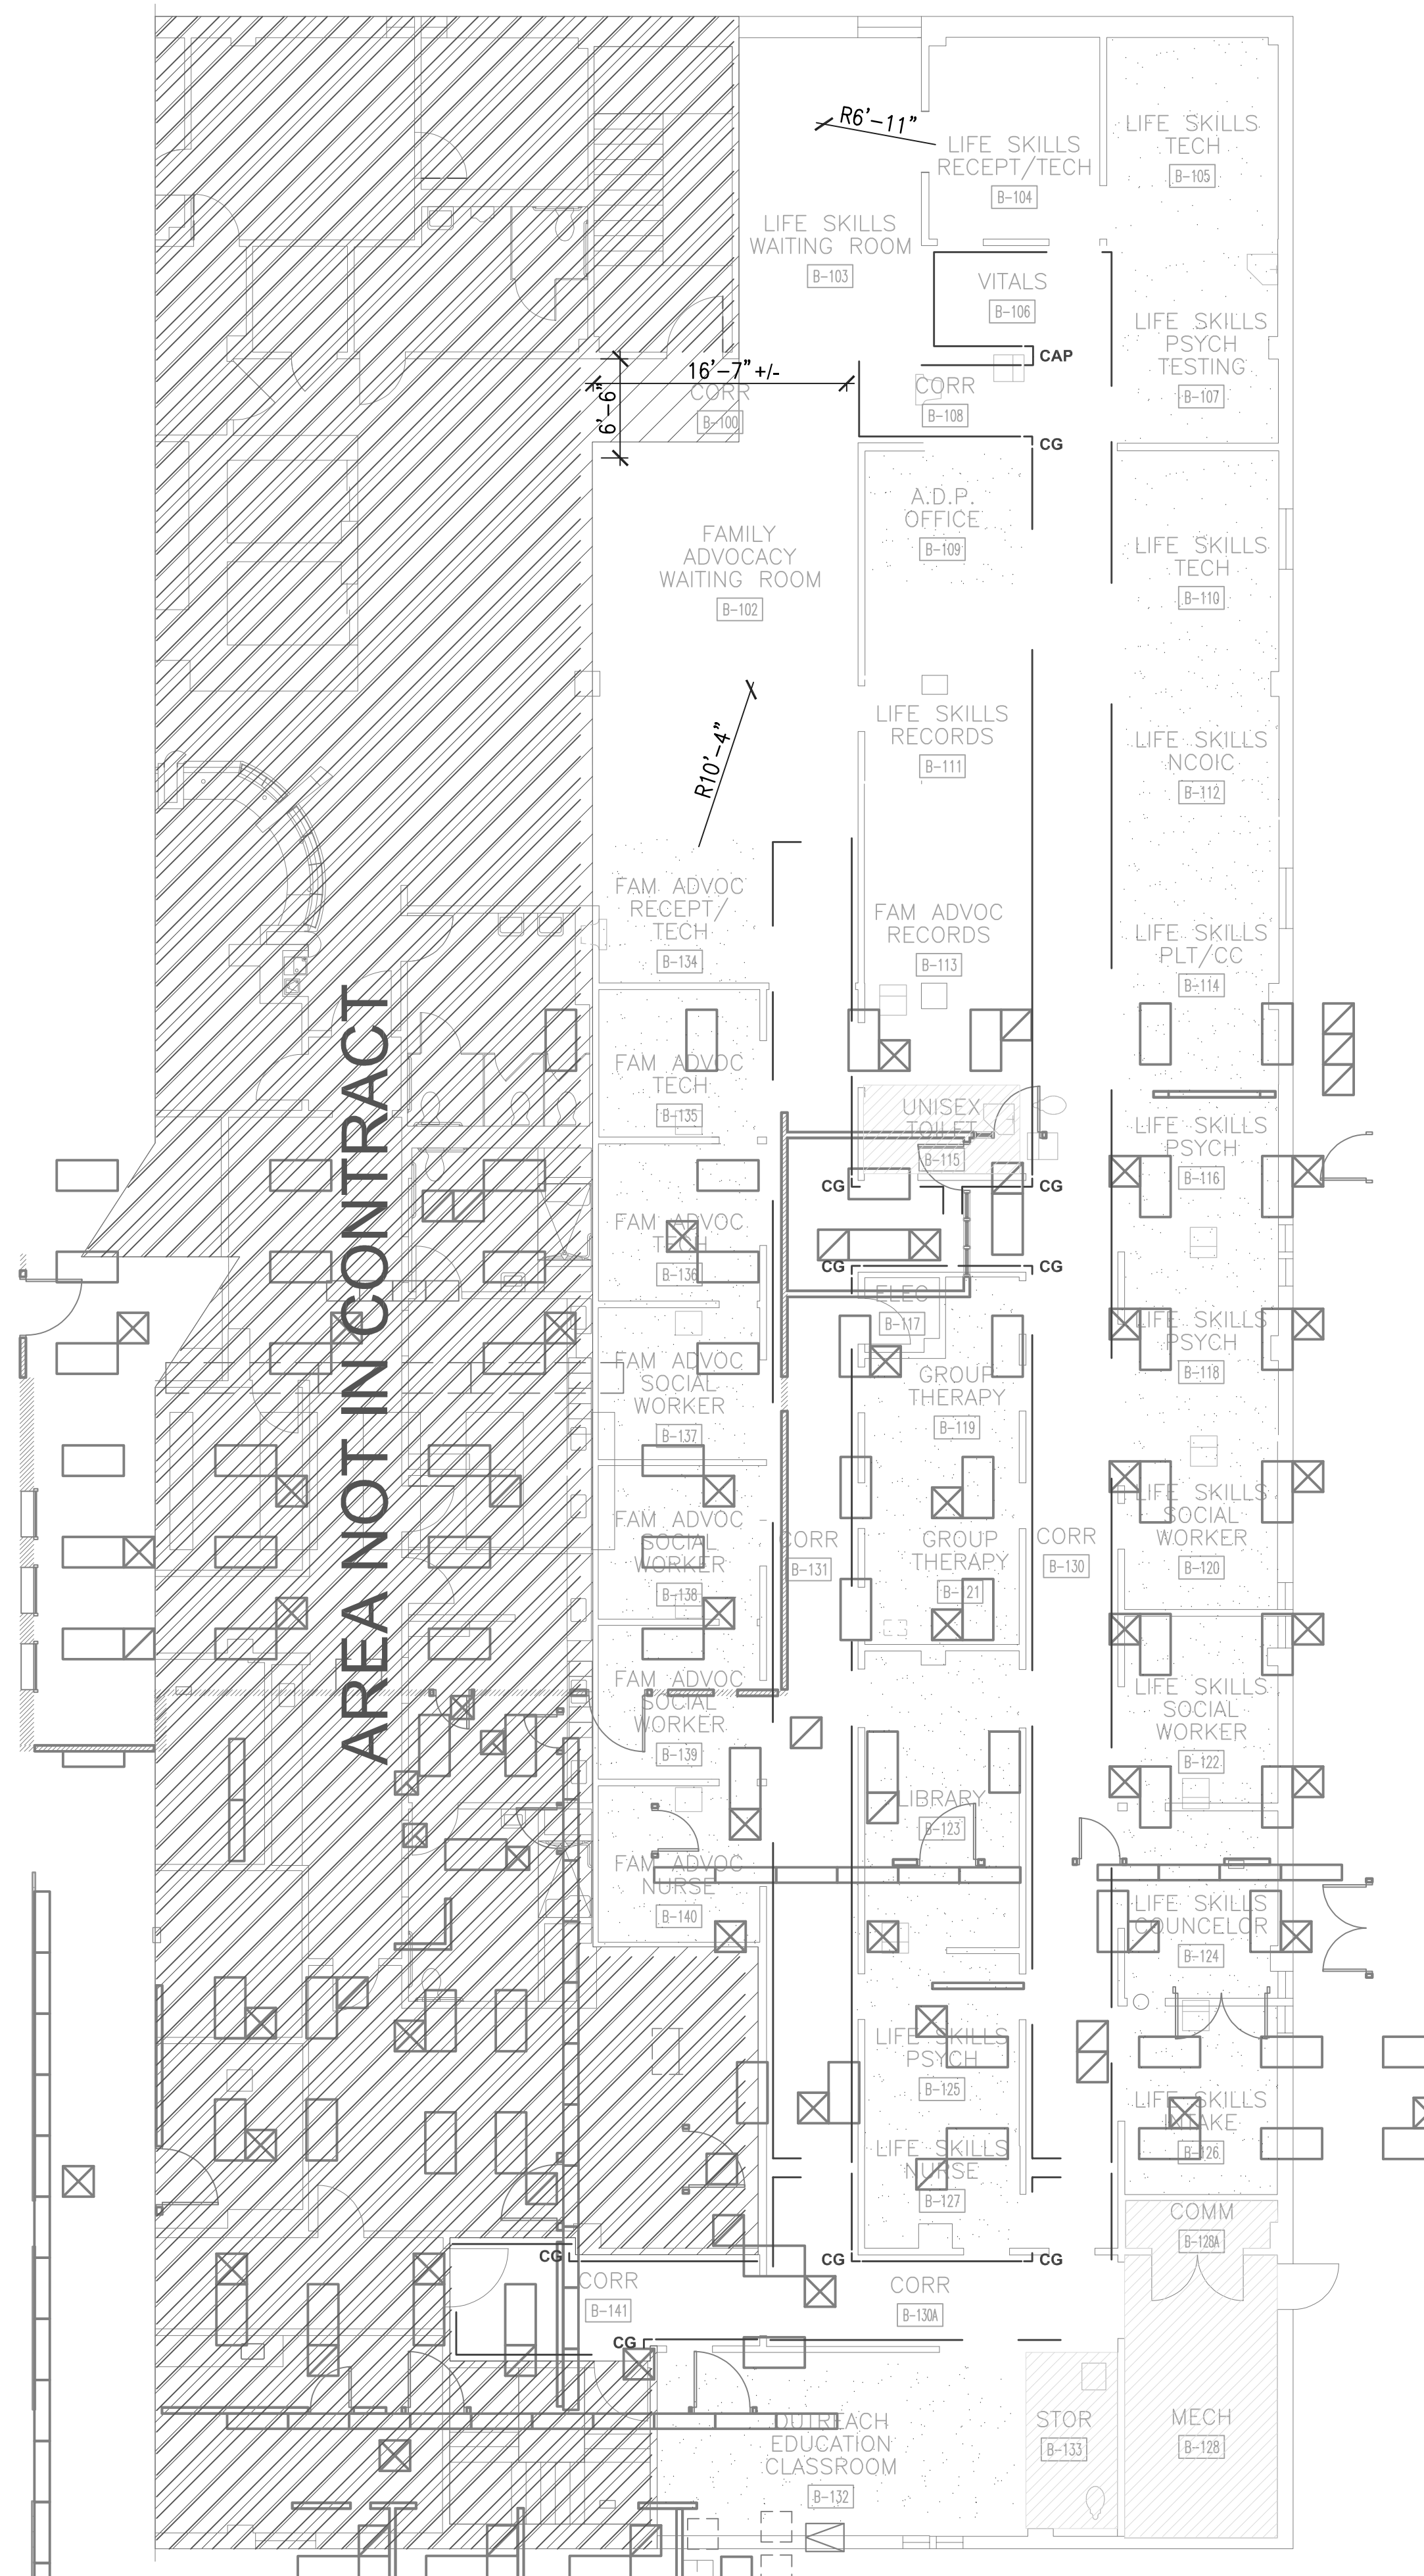 R6'-11"
LIFE SKILLS
RECEPT/TECH
B-104
LIFE SKILLS
TECH
B-105
LIFE SKILLS
WAITING ROOM
B-103
VITALS
B-106
CAP
LIFE SKILLS
PSYCH
TESTING
B-107
16'-7" +/-
6'-6"
CORR
B-100
CORR
B-108
CG
A.D.P.
OFFICE
B-109
FAMILY
ADVOCACY
WAITING ROOM
B-102
LIFE SKILLS
TECH
B-110
R10'-4"
LIFE SKILLS
RECORDS
B-111
LIFE SKILLS
NCOIC
B-112
FAM ADVOC
RECEPT/
TECH
B-134
FAM ADVOC
RECORDS
B-113
LIFE SKILLS
PLT/CC
B-114
AREA NOT IN CONTRACT
FAM ADVOC
TECH
B-135
UNISEX
TOILET
B-115
LIFE SKILLS
PSYCH
B-116
CG
CG
FAM ADVOC
TECH
B-136
CG
CG
ELEC
B-117
LIFE SKILLS
PSYCH
B-118
FAM ADVOC
SOCIAL
WORKER
B-137
GROUP
THERAPY
B-119
LIFE SKILLS
SOCIAL
WORKER
B-120
FAM ADVOC
SOCIAL
WORKER
B-138
CORR
B-131
GROUP
THERAPY
B-121
CORR
B-130
FAM ADVOC
SOCIAL
WORKER
B-139
LIFE SKILLS
SOCIAL
WORKER
B-122
LIBRARY
B-123
FAM ADVOC
NURSE
B-140
LIFE SKILLS
COUNCELOR
B-124
LIFE SKILLS
PSYCH
B-125
LIFE SKILLS
INTAKE
B-126
LIFE SKILLS
NURSE
B-127
COMM
B-128A
CG
CG
CG
CORR
B-141
CORR
B-130A
CG
OUTREACH
EDUCATION
CLASSROOM
B-132
STOR
B-133
MECH
B-128